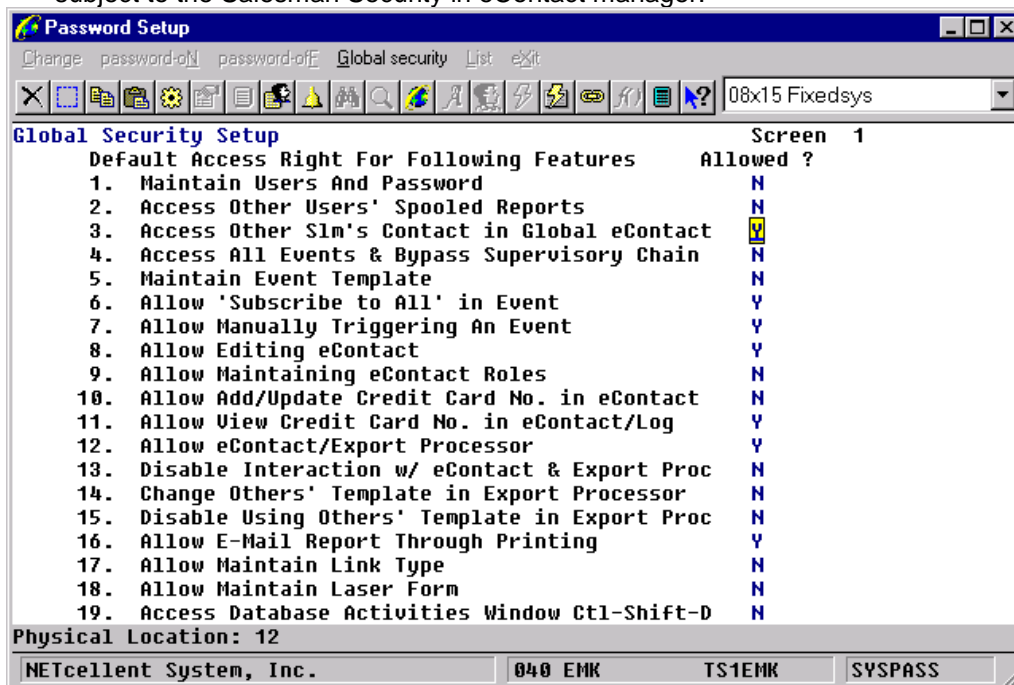 subject to the Salesman Security in eContact manager.
Password Setup
Change password-oN password-ofF Global security List eXit
08x15 Fixedsys
Global Security Setup Screen 1
Default Access Right For Following Features Allowed ?
1. Maintain Users And Password N
2. Access Other Users' Spooled Reports N
3. Access Other Slm's Contact in Global eContact Y
4. Access All Events & Bypass Supervisory Chain N
5. Maintain Event Template N
6. Allow 'Subscribe to All' in Event Y
7. Allow Manually Triggering An Event Y
8. Allow Editing eContact Y
9. Allow Maintaining eContact Roles N
10. Allow Add/Update Credit Card No. in eContact N
11. Allow View Credit Card No. in eContact/Log Y
12. Allow eContact/Export Processor Y
13. Disable Interaction w/ eContact & Export Proc N
14. Change Others' Template in Export Processor N
15. Disable Using Others' Template in Export Proc N
16. Allow E-Mail Report Through Printing Y
17. Allow Maintain Link Type N
18. Allow Maintain Laser Form N
19. Access Database Activities Window Ctl-Shift-D N
Physical Location: 12
NETcellent System, Inc. 040 EMK TS1EMK SYSPASS